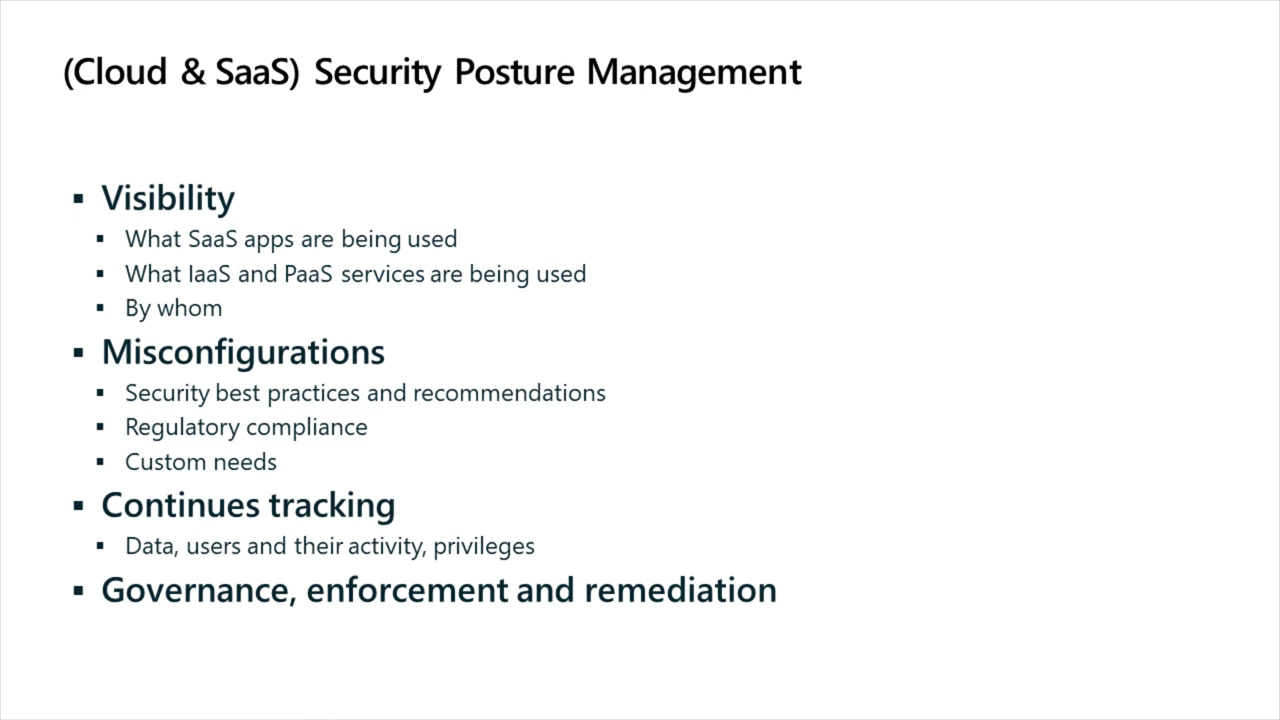 (Cloud & SaaS) Security Posture Management
▪ Visibility
▪ What SaaS apps are being used
▪ What IaaS and PaaS services are being used
▪ By whom
▪ Misconfigurations
▪ Security best practices and recommendations
▪ Regulatory compliance
▪ Custom needs
▪ Continues tracking
▪ Data, users and their activity, privileges
▪ Governance, enforcement and remediation